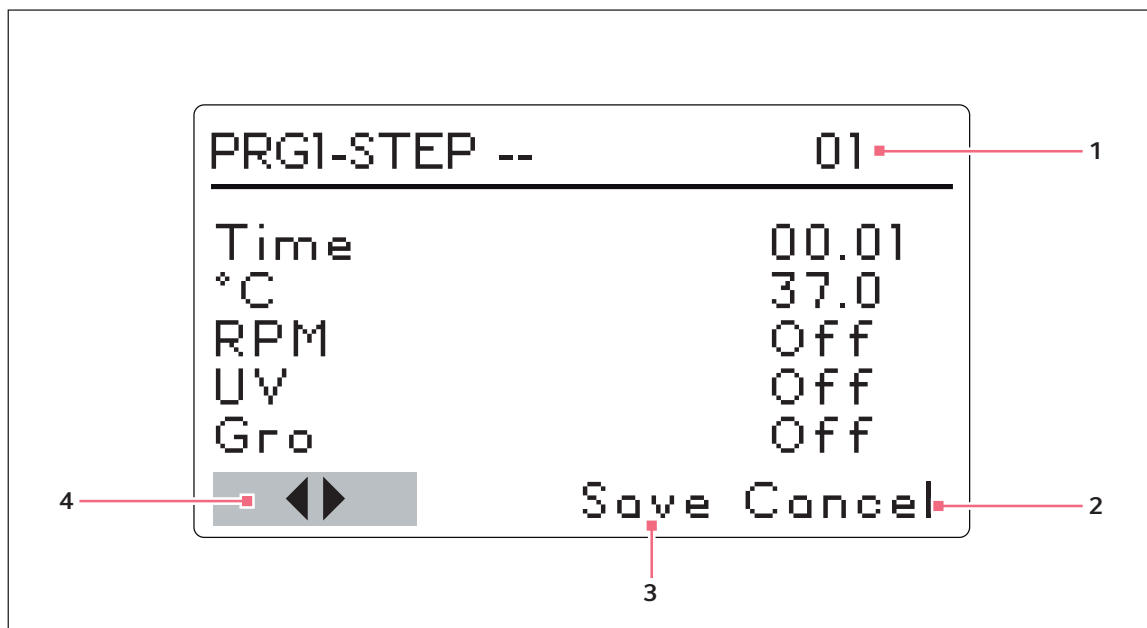 PRG1-STEP -- 01
1
Time 00.01
°C 37.0
RPM Off
UV Off
Gro Off
4
Save Cancel
2
3